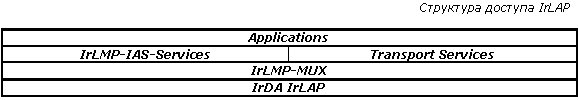 Структура доступа IrLAP
Applications
IrLMP-IAS-Services Transport Services
IrLMP-MUX
IrDA IrLAP